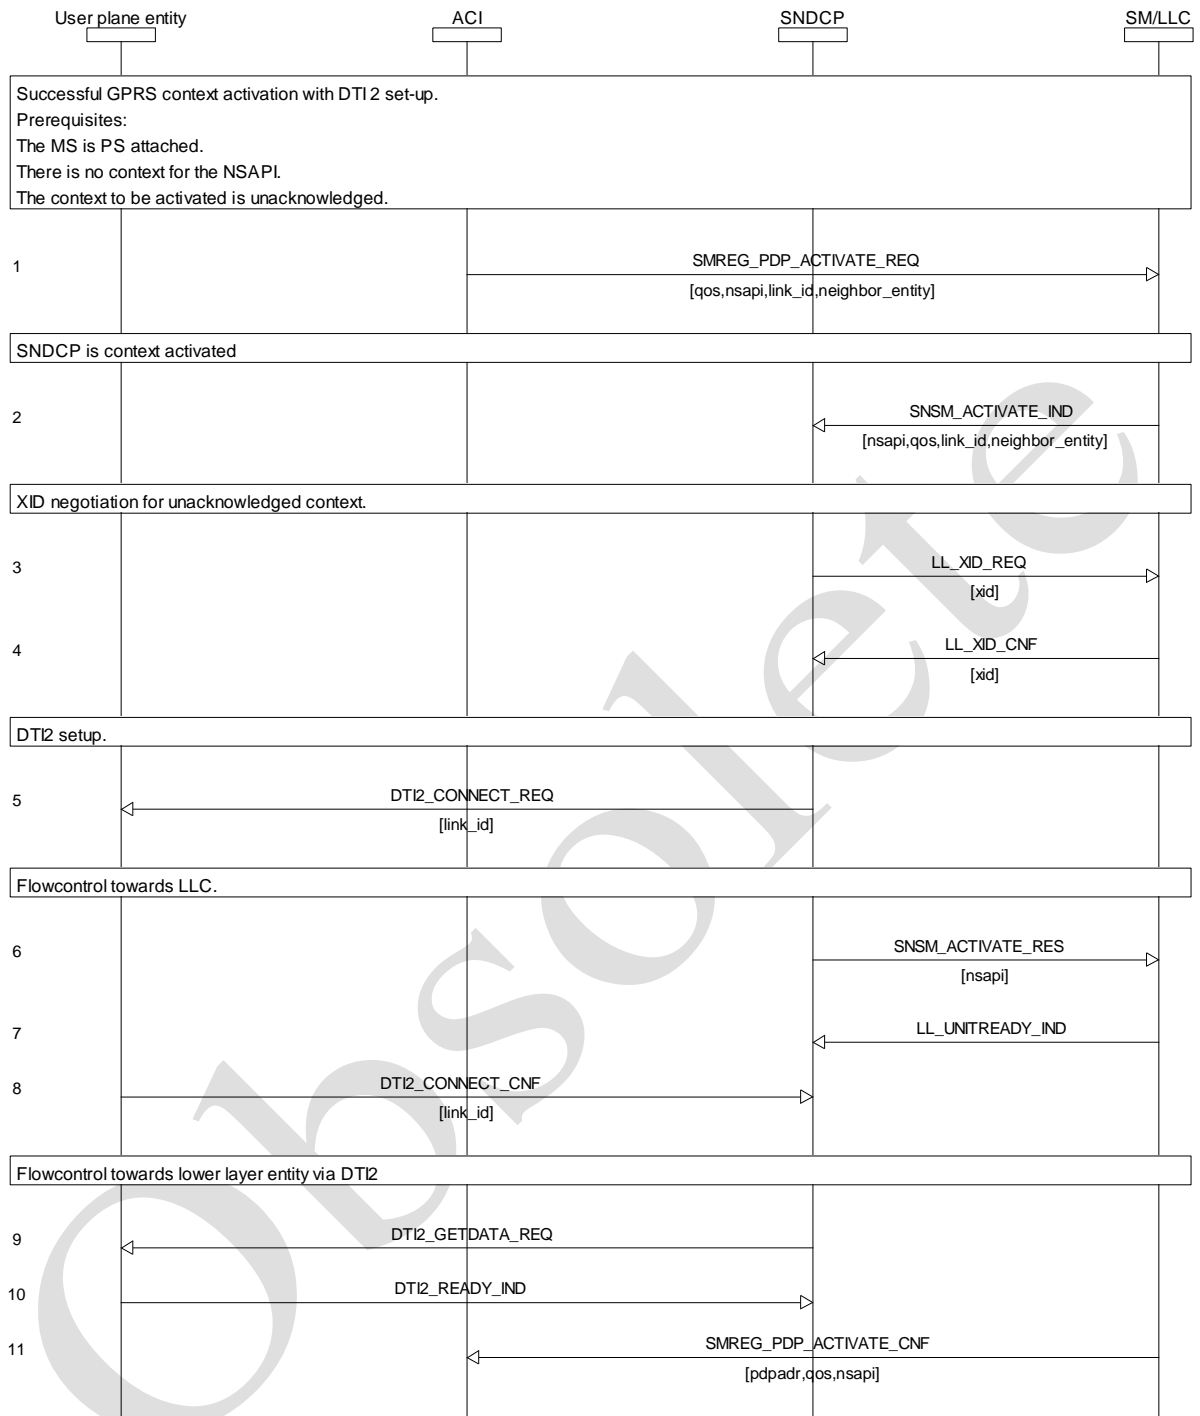 User plane entity ACI SNDCP SM/LLC
Successful GPRS context activation with DTI 2 set-up.
Prerequisites:
The MS is PS attached.
There is no context for the NSAPI.
The context to be activated is unacknowledged.
1 SMREG_PDP_ACTIVATE_REQ
[qos,nsapi,link_id,neighbor_entity]
SNDCP is context activated
2 SNSM_ACTIVATE_IND
[nsapi,qos,link_id,neighbor_entity]
XID negotiation for unacknowledged context.
3 LL_XID_REQ
[xid]
4 LL_XID_CNF
[xid]
DTI2 setup.
5 DTI2_CONNECT_REQ
[link_id]
Flowcontrol towards LLC.
6 SNSM_ACTIVATE_RES
[nsapi]
7 LL_UNITREADY_IND
8 DTI2_CONNECT_CNF
[link_id]
Flowcontrol towards lower layer entity via DTI2
9 DTI2_GETDATA_REQ
10 DTI2_READY_IND
11 SMREG_PDP_ACTIVATE_CNF
[pdpadr,qos,nsapi]
Obsolete